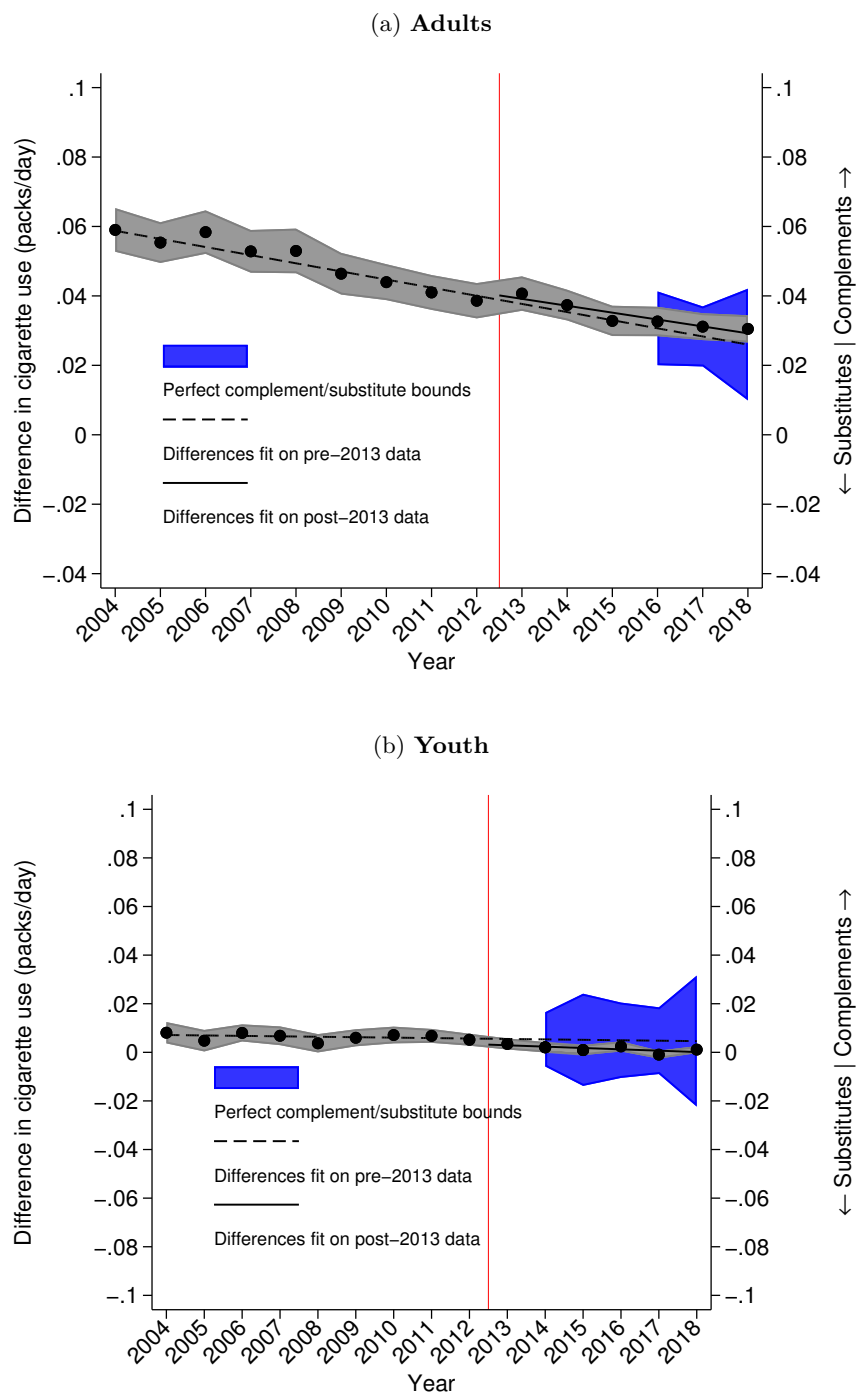 (a) Adults
Difference in cigarette use (packs/day)
.1
.08
.06
.04
.02
0
−.02
−.04
.1
.08
.06
.04
.02
0
−.02
−.04
← Substitutes | Complements →
Perfect complement/substitute bounds
Differences fit on pre−2013 data
Differences fit on post−2013 data
2004 2005 2006 2007 2008 2009 2010 2011 2012 2013 2014 2015 2016 2017 2018
Year
(b) Youth
Difference in cigarette use (packs/day)
.1
.08
.06
.04
.02
0
−.02
−.04
−.06
−.08
−.1
.1
.08
.06
.04
.02
0
−.02
−.04
−.06
−.08
−.1
← Substitutes | Complements →
Perfect complement/substitute bounds
Differences fit on pre−2013 data
Differences fit on post−2013 data
2004 2005 2006 2007 2008 2009 2010 2011 2012 2013 2014 2015 2016 2017 2018
Year